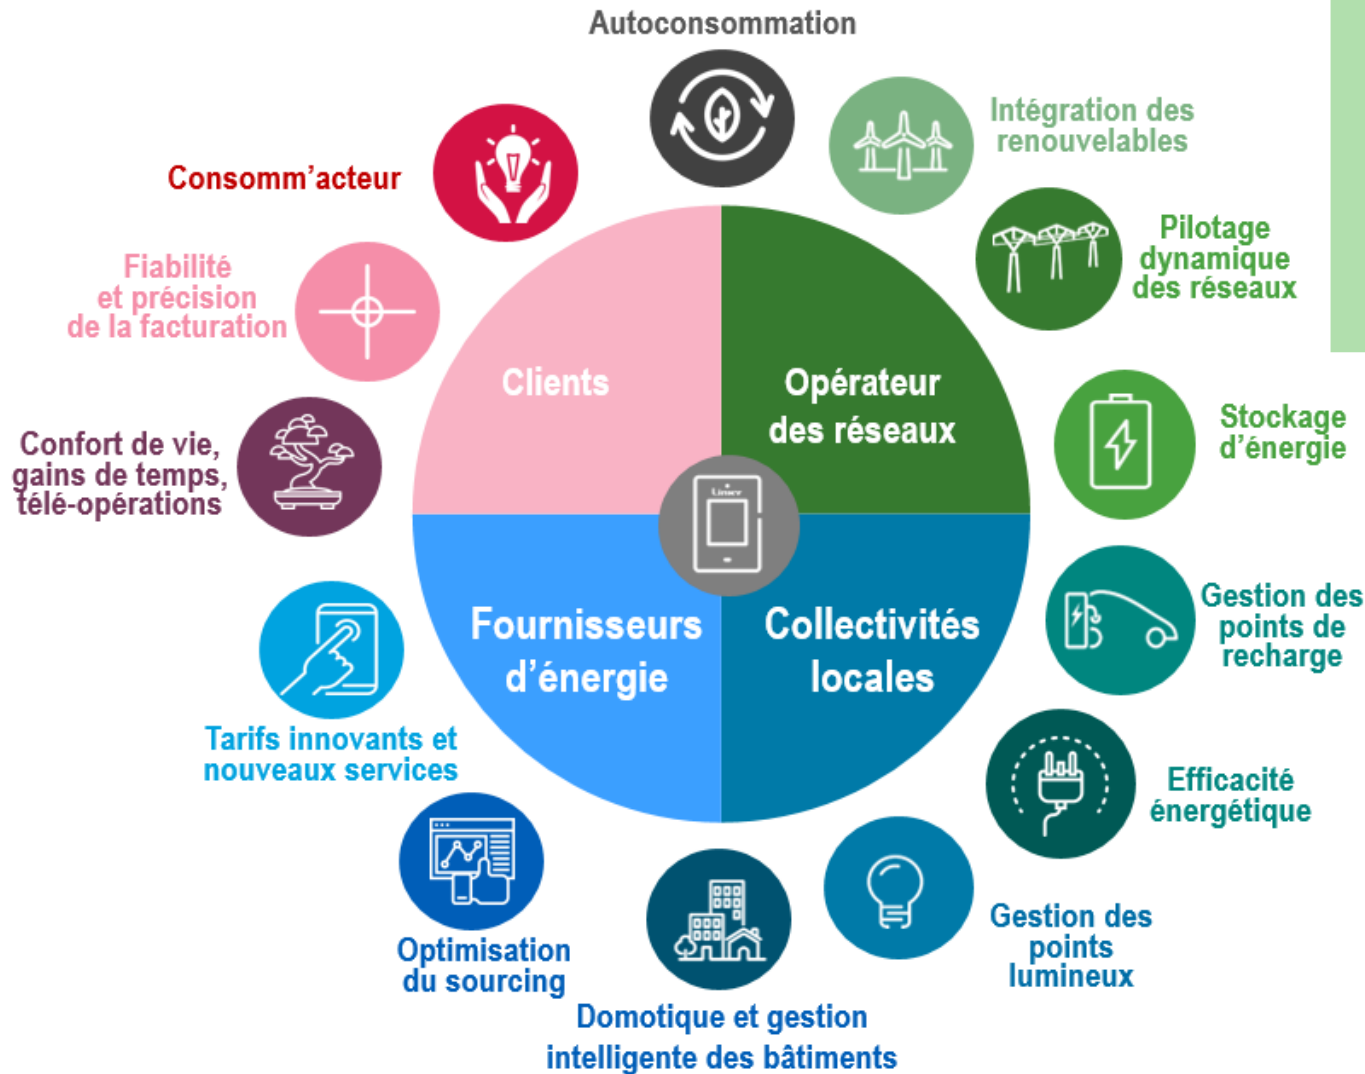 Autoconsommation
Intégration des
renouvelables
Consomm’acteur
Pilotage
dynamique
des réseaux
Fiabilité
et précision
de la facturation
Clients
Opérateur
des réseaux
Stockage
d’énergie
Confort de vie,
gains de temps,
télé-opérations
Linky
Gestion des
points de
recharge
Fournisseurs
d’énergie
Collectivités
locales
Tarifs innovants et
nouveaux services
Efficacité
énergétique
Gestion des
points
lumineux
Optimisation
du sourcing
Domotique et gestion
intelligente des bâtiments